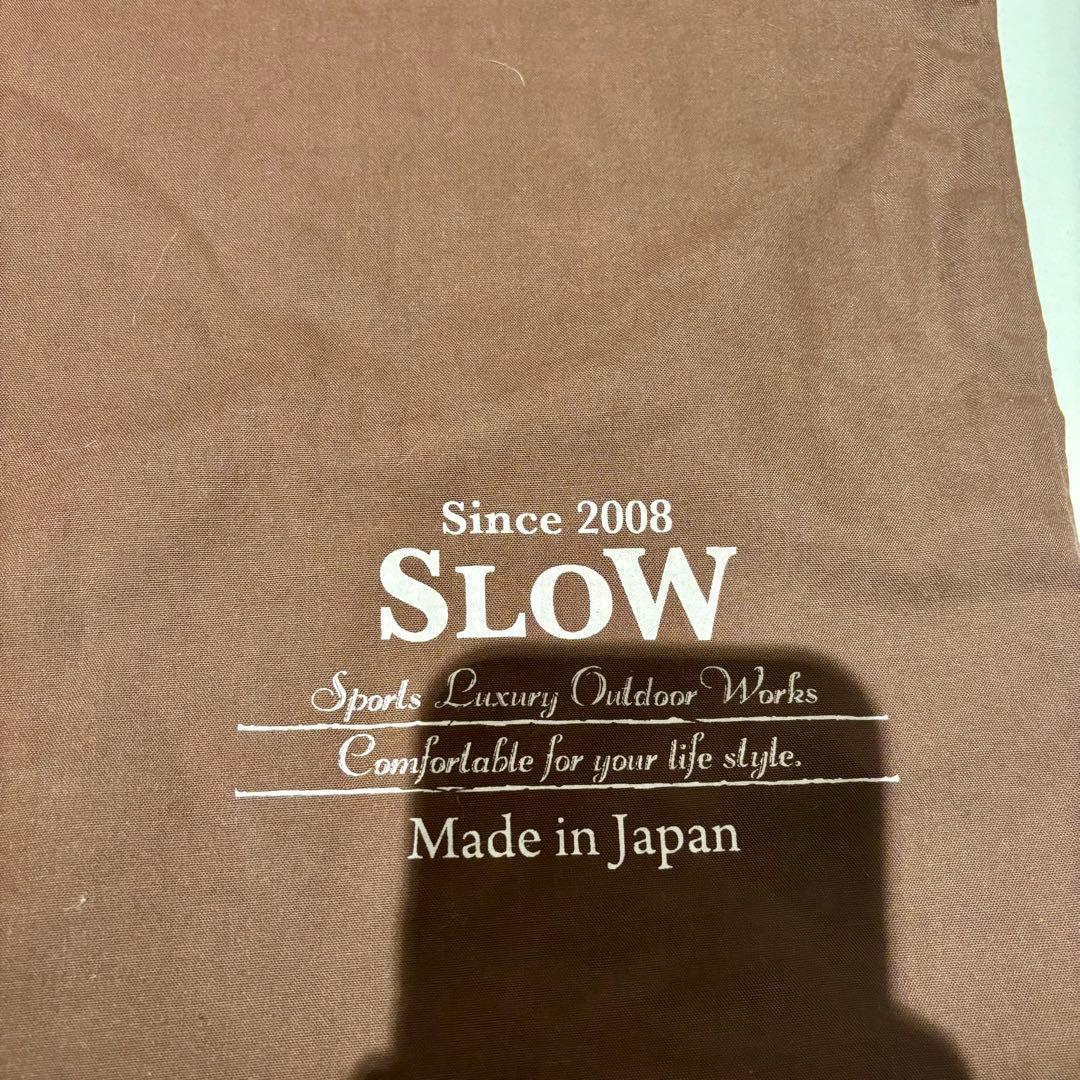 Since 2008
SLOW
Sports Luxury Outdoor Works
Comfortable for your life style.
Made in Japan